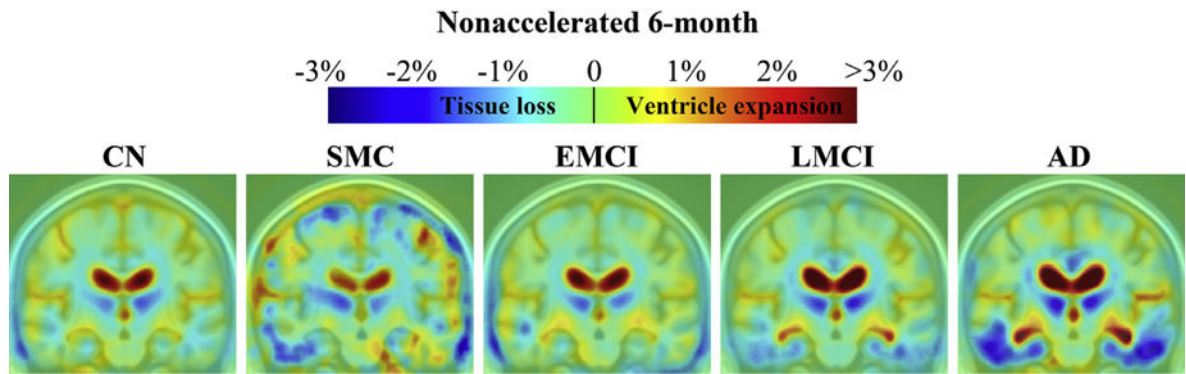 Nonaccelerated 6-month
-3% -2% -1% 0 1% 2% >3%
Tissue loss Ventricle expansion
CN SMC EMCI LMCI AD